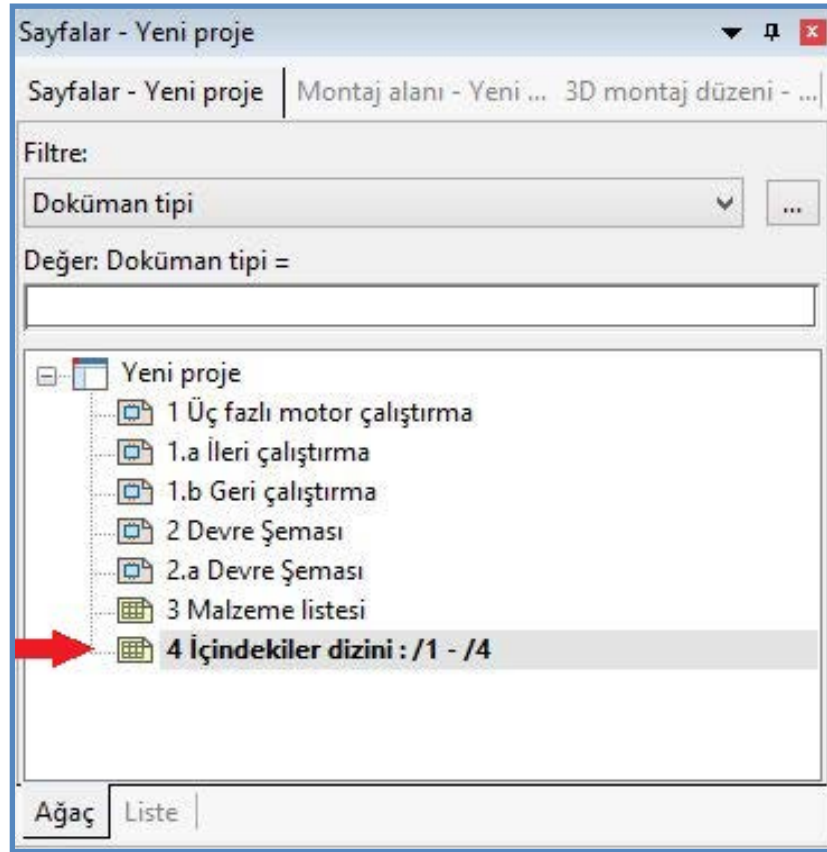 Sayfalar - Yeni proje
Sayfalar - Yeni proje Montaj alanı - Yeni ... 3D montaj düzeni - ...
Filtre:
Doküman tipi ...
Değer: Doküman tipi =
Yeni proje
1 Üç fazlı motor çalıştırma
1.a İleri çalıştırma
1.b Geri çalıştırma
2 Devre Şeması
2.a Devre Şeması
3 Malzeme listesi
4 İçindekiler dizini : /1 - /4
Ağaç Liste